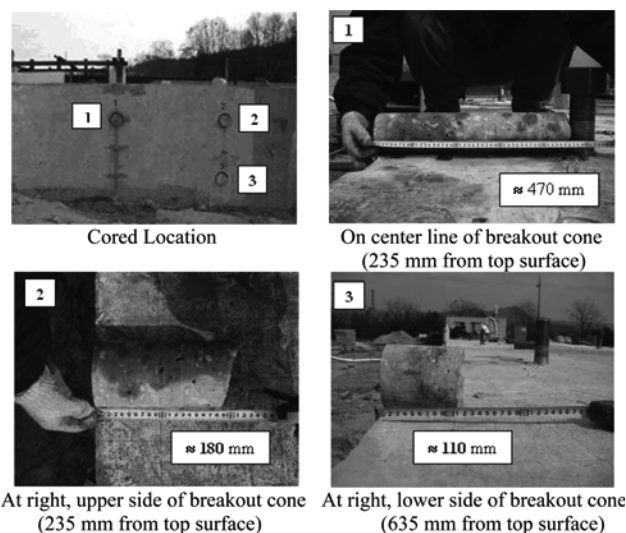 1
2
3
Cored Location
1
≈ 470 mm
On center line of breakout cone
(235 mm from top surface)
2
≈ 180 mm
At right, upper side of breakout cone
(235 mm from top surface)
3
≈ 110 mm
At right, lower side of breakout cone
(635 mm from top surface)